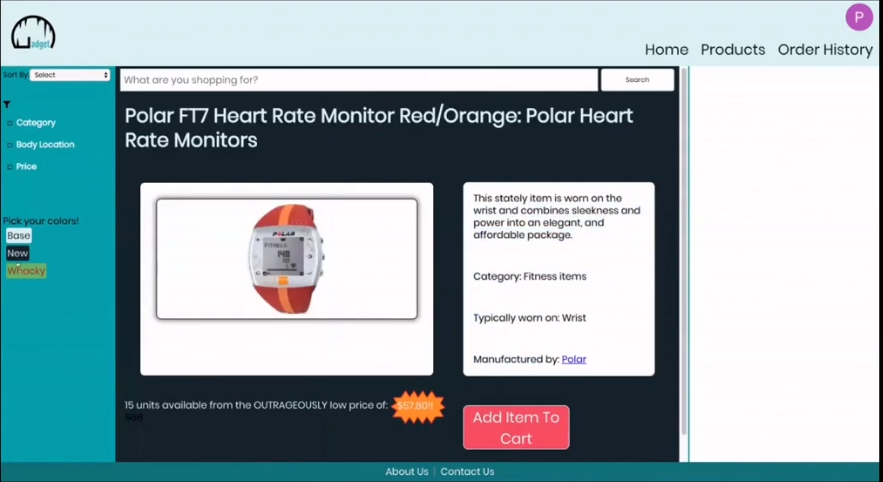 P
adget
Home Products Order History
Sort By: Select
What are you shopping for?
Search
Category
Body Location
Price
Pick your colors!
Base
New
Whacky
Polar FT7 Heart Rate Monitor Red/Orange: Polar Heart
Rate Monitors
POLAR
FITNESS
148
This stately item is worn on the
wrist and combines sleekness and
power into an elegant, and
affordable package.
Category: Fitness items
Typically worn on: Wrist
Manufactured by: Polar
15 units available from the OUTRAGEOUSLY low price of:
$57.80!!
Add Item To
Cart
About Us | Contact Us